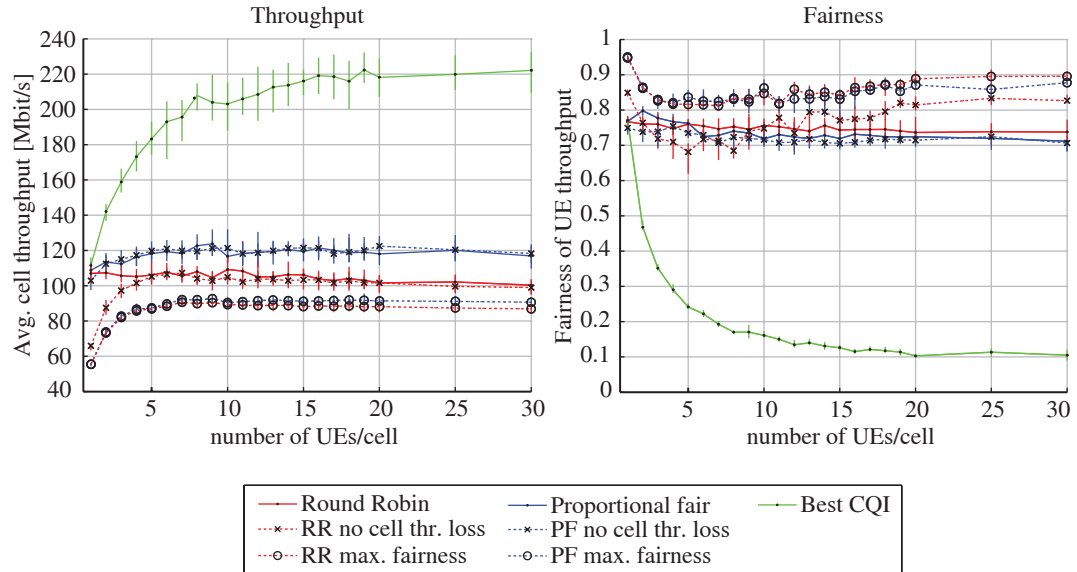 Throughput
Avg. cell throughput [Mbit/s]
240
220
200
180
160
140
120
100
80
60
40
5
10
15
20
25
30
number of UEs/cell
Fairness
Fairness of UE throughput
1
0.9
0.8
0.7
0.6
0.5
0.4
0.3
0.2
0.1
0
5
10
15
20
25
30
number of UEs/cell
Round Robin
RR no cell thr. loss
RR max. fairness
Proportional fair
PF no cell thr. loss
PF max. fairness
Best CQI